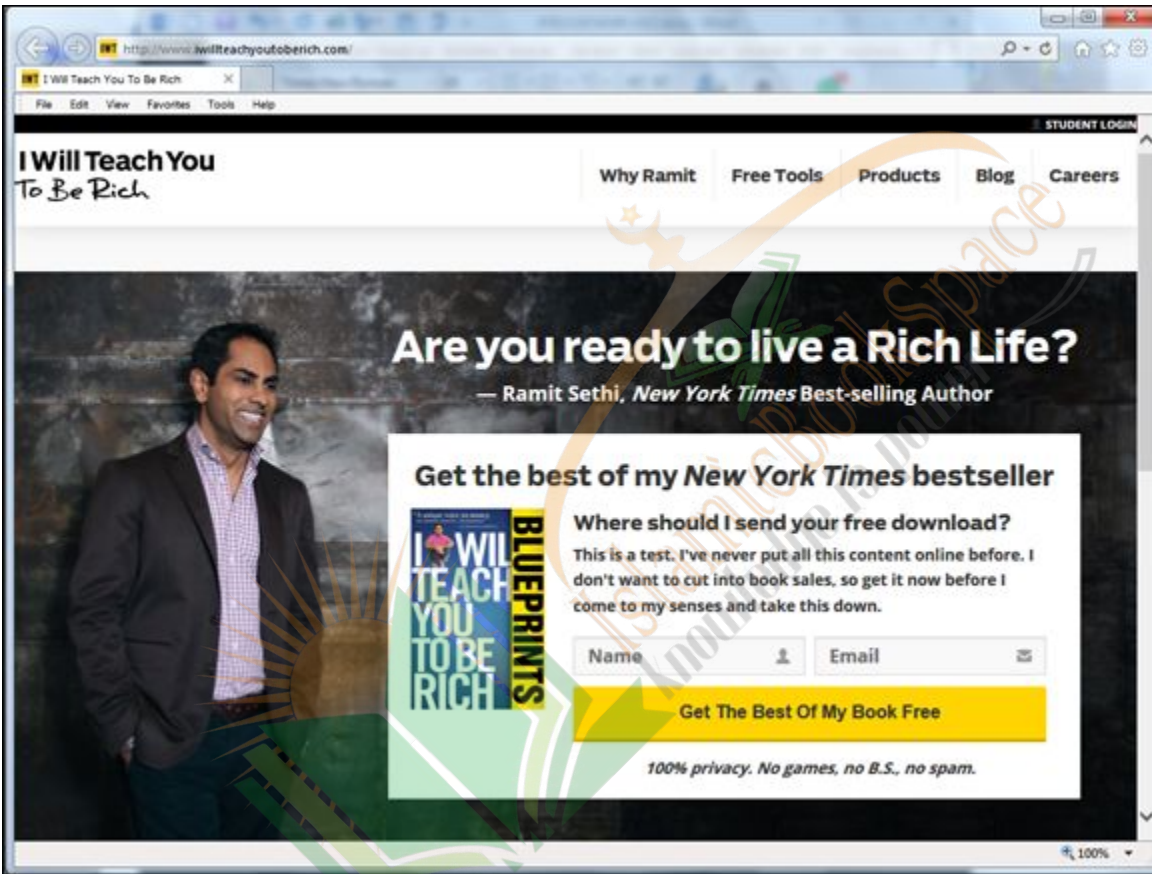 http://www.iwillteachyoutoberich.com/
IWT I Will Teach You To Be Rich
File Edit View Favorites Tools Help
STUDENT LOGIN
I Will Teach You
To Be Rich
Why Ramit Free Tools Products Blog Careers
Are you ready to live a Rich Life?
— Ramit Sethi, New York Times Best-selling Author
Get the best of my New York Times bestseller
I WILL
TEACH
YOU
TO BE
RICH
BLUEPRINTS
Where should I send your free download?
This is a test. I've never put all this content online before. I
don't want to cut into book sales, so get it now before I
come to my senses and take this down.
Name Email
Get The Best Of My Book Free
100% privacy. No games, no B.S., no spam.
IslamicBookSpace
knowledge is power
100%